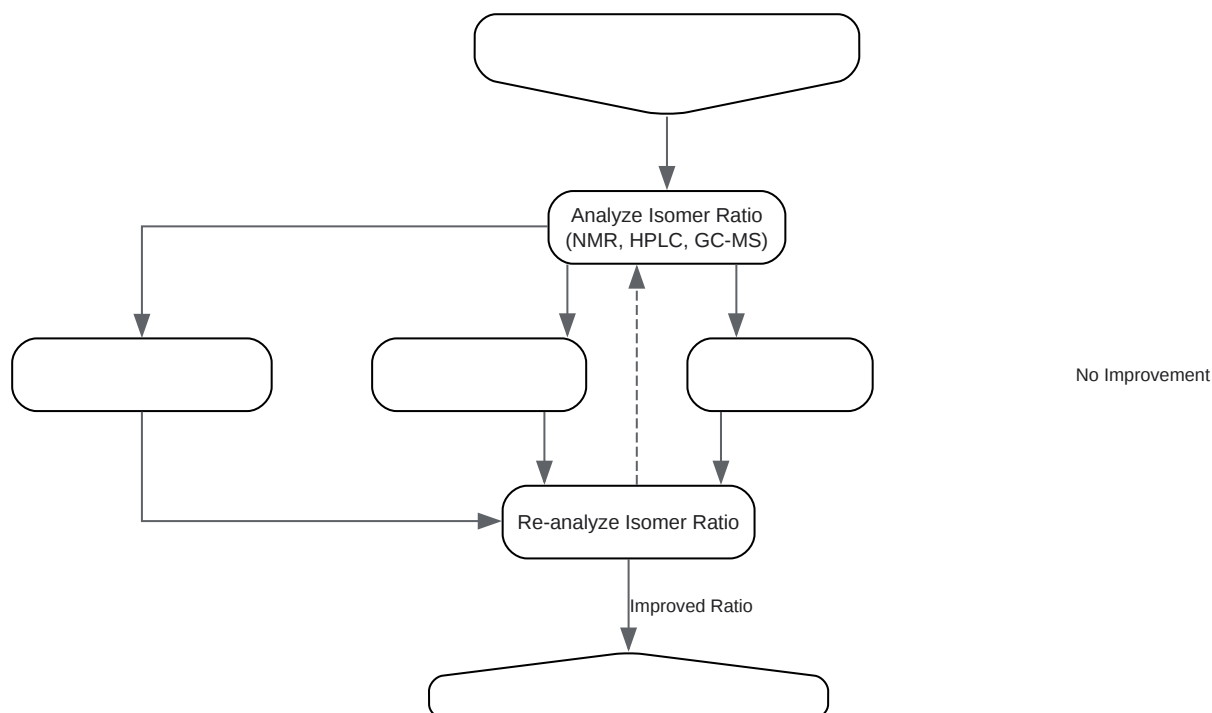 Analyze Isomer Ratio
(NMR, HPLC, GC-MS)
No Improvement
Re-analyze Isomer Ratio
Improved Ratio